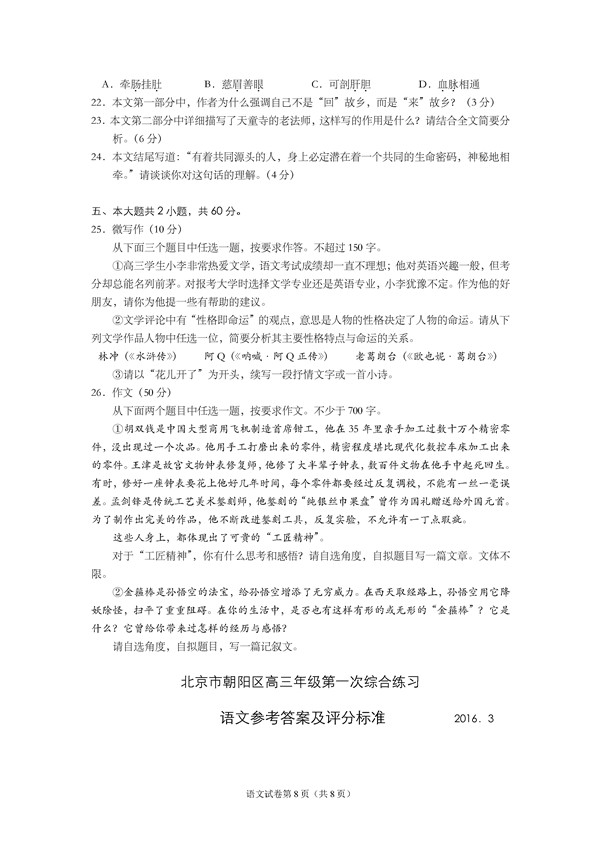 A．牵肠挂肚 B．慈眉善眼 C．可剖肝胆 D．血脉相通
22．本文第一部分中，作者为什么强调自己不是“回”故乡，而是“来”故乡？（3 分）
23．本文第二部分中详细描写了天童寺的老法师，这样写的作用是什么？请结合全文简要分
析。（6 分）
24．本文结尾写道：“有着共同源头的人，身上必定潜在着一个共同的生命密码，神秘地相
牵。”请谈谈你对这句话的理解。（4 分）
五、本大题共 2 小题，共 60 分。
25．微写作（10 分）
从下面三个题目中任选一题，按要求作答。不超过 150 字。
①高三学生小李非常热爱文学，语文考试成绩却一直不理想；他对英语兴趣一般，但考
分却总能名列前茅。对报考大学时选择文学专业还是英语专业，小李犹豫不定。作为他的好
朋友，请你为他提一些有帮助的建议。
②文学评论中有“性格即命运”的观点，意思是人物的性格决定了人物的命运。请从下
列文学作品人物中任选一位，简要分析其主要性格特点与命运的关系。
林冲（《水浒传》） 阿 Q（《呐喊·阿 Q 正传》） 老葛朗台（《欧也妮·葛朗台》）
③请以“花儿开了”为开头，续写一段抒情文字或一首小诗。
26．作文（50 分）
从下面两个题目中任选一题，按要求作文。不少于 700 字。
①胡双钱是中国大型商用飞机制造首席钳工，他在 35 年里亲手加工过数十万个精密零
件，没出现过一个次品。他用手工打磨出来的零件，精密程度堪比现代化数控车床加工出来
的零件。王津是故宫文物钟表修复师，他修了大半辈子钟表，数百件文物在他手中起死回生。
有时，修好一座钟表要花上他好几年时间，每个零件都要经过反复调校，不能有一丝一毫误
差。孟剑锋是传统工艺美术錾刻师，他錾刻的“纯银丝巾果盘”曾作为国礼赠送给外国元首。
为了制作出完美的作品，他不断改进錾刻工具，反复实验，不允许有一丁点瑕疵。
这些人身上，都体现出了可贵的“工匠精神”。
对于“工匠精神”，你有什么思考和感悟？请自选角度，自拟题目写一篇文章。文体不
限。
②金箍棒是孙悟空的法宝，给孙悟空增添了无穷威力。在西天取经路上，孙悟空用它降
妖除怪，扫平了重重阻碍。在你的生活中，是否也有这样有形的或无形的“金箍棒”？它是
什么？它曾给你带来过怎样的经历与感悟？
请自选角度，自拟题目，写一篇记叙文。
北京市朝阳区高三年级第一次综合练习
语文参考答案及评分标准 2016．3
语文试卷第 8 页（共 8 页）